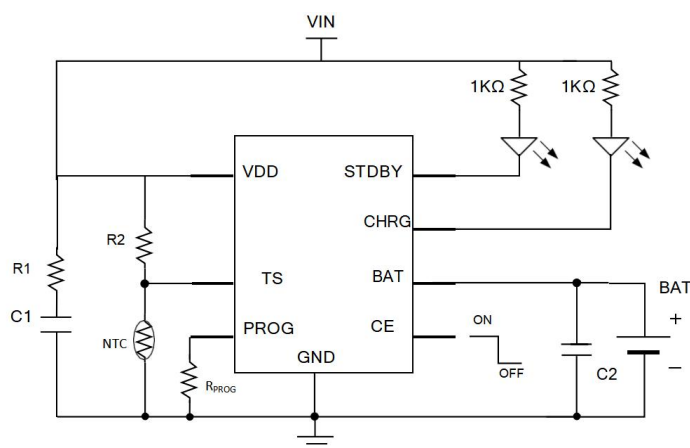 VIN
1KΩ
1KΩ
VDD
STDBY
CHRG
R2
R1
TS
BAT
BAT
C1
+
NTC
PROG
CE
ON
OFF
GND
RPROG
C2
−